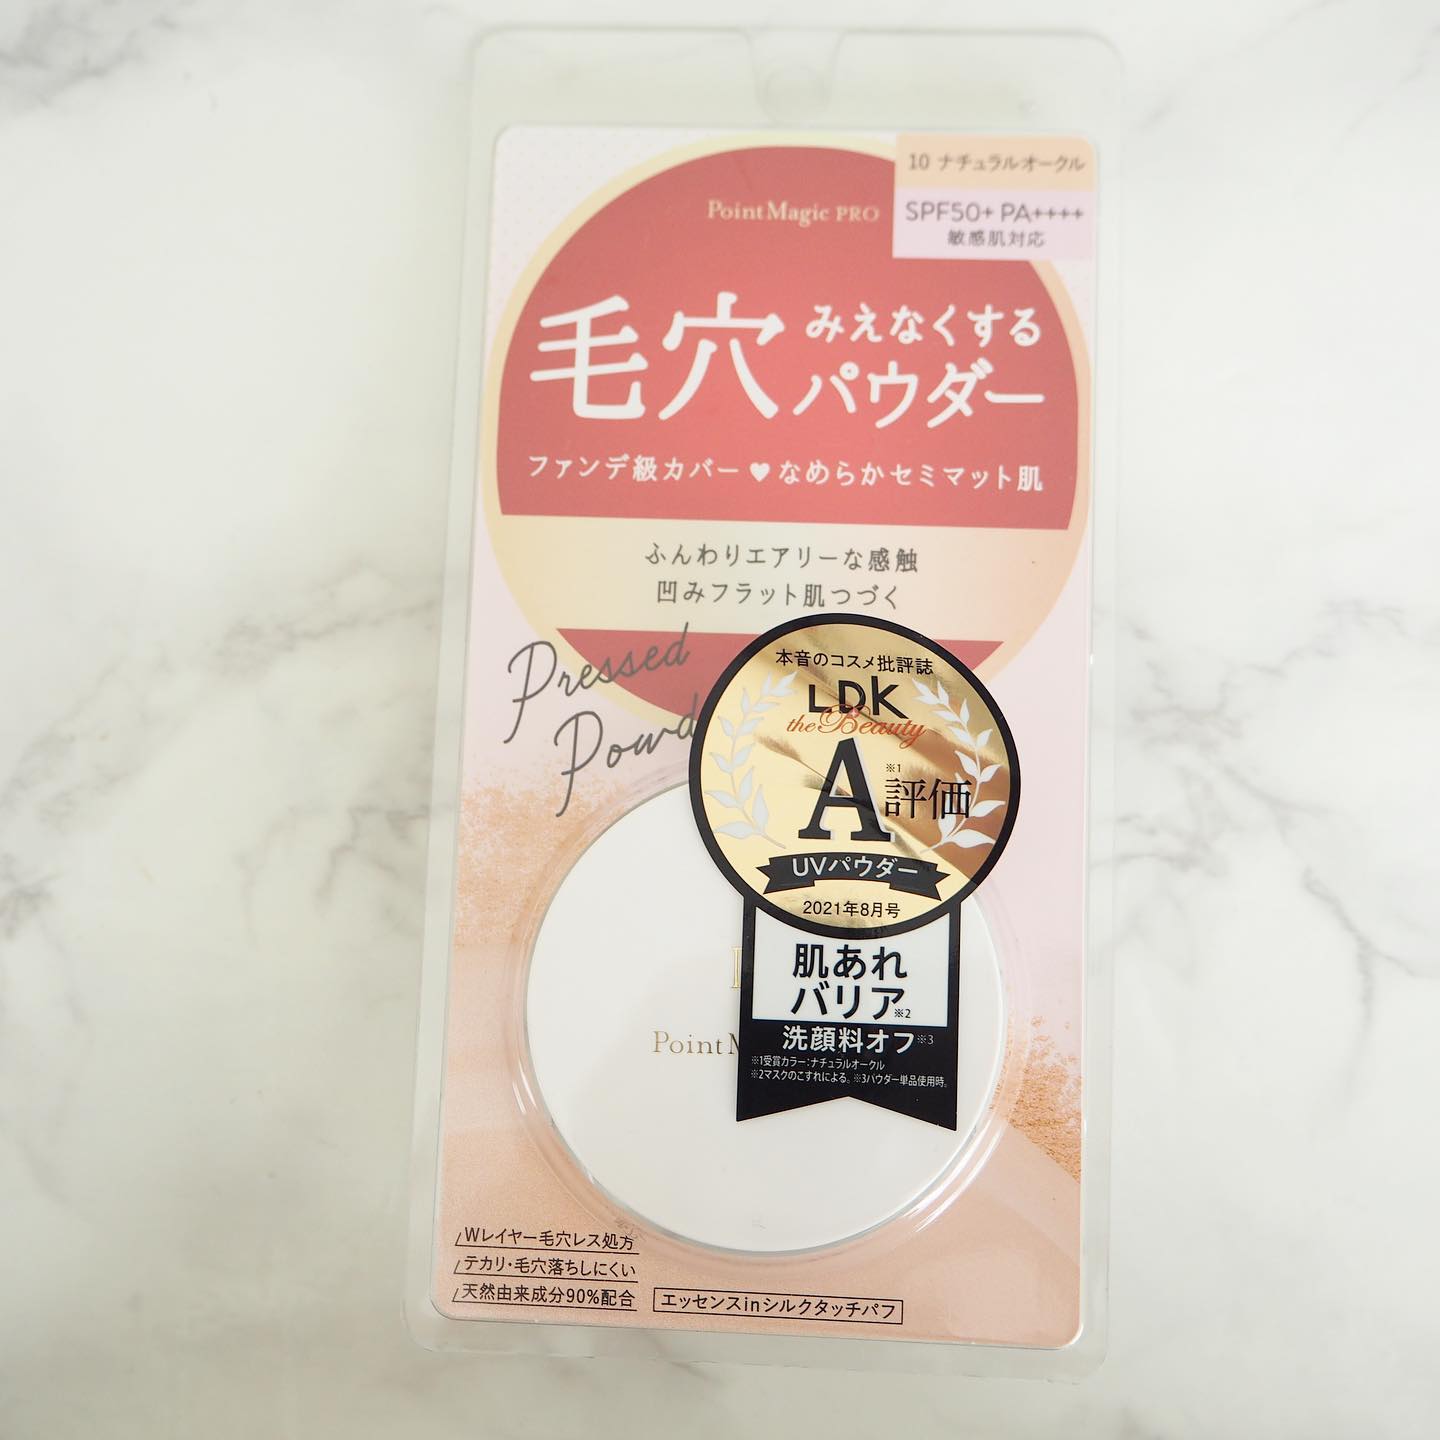 10 ナチュラルオークル
SPF50+ PA++++
敏感肌対応
PointMagic PRO
毛穴みえなくする
パウダー
ファンデ級カバー♥なめらかセミマット肌
ふんわりエアリーな感触
凹みフラット肌つづく
Pressed
Powd
本音のコスメ批評誌
LDK
the Beauty
A※1評価
UVパウダー
2021年8月号
肌あれ
バリア※2
洗顔料オフ※3
※1受賞カラー:ナチュラルオークル
※2マスクのこすれによる。※3パウダー単品使用時。
Point
Wレイヤー毛穴レス処方
テカリ・毛穴落ちしにくい
天然由来成分90%配合
エッセンスinシルクタッチパフ